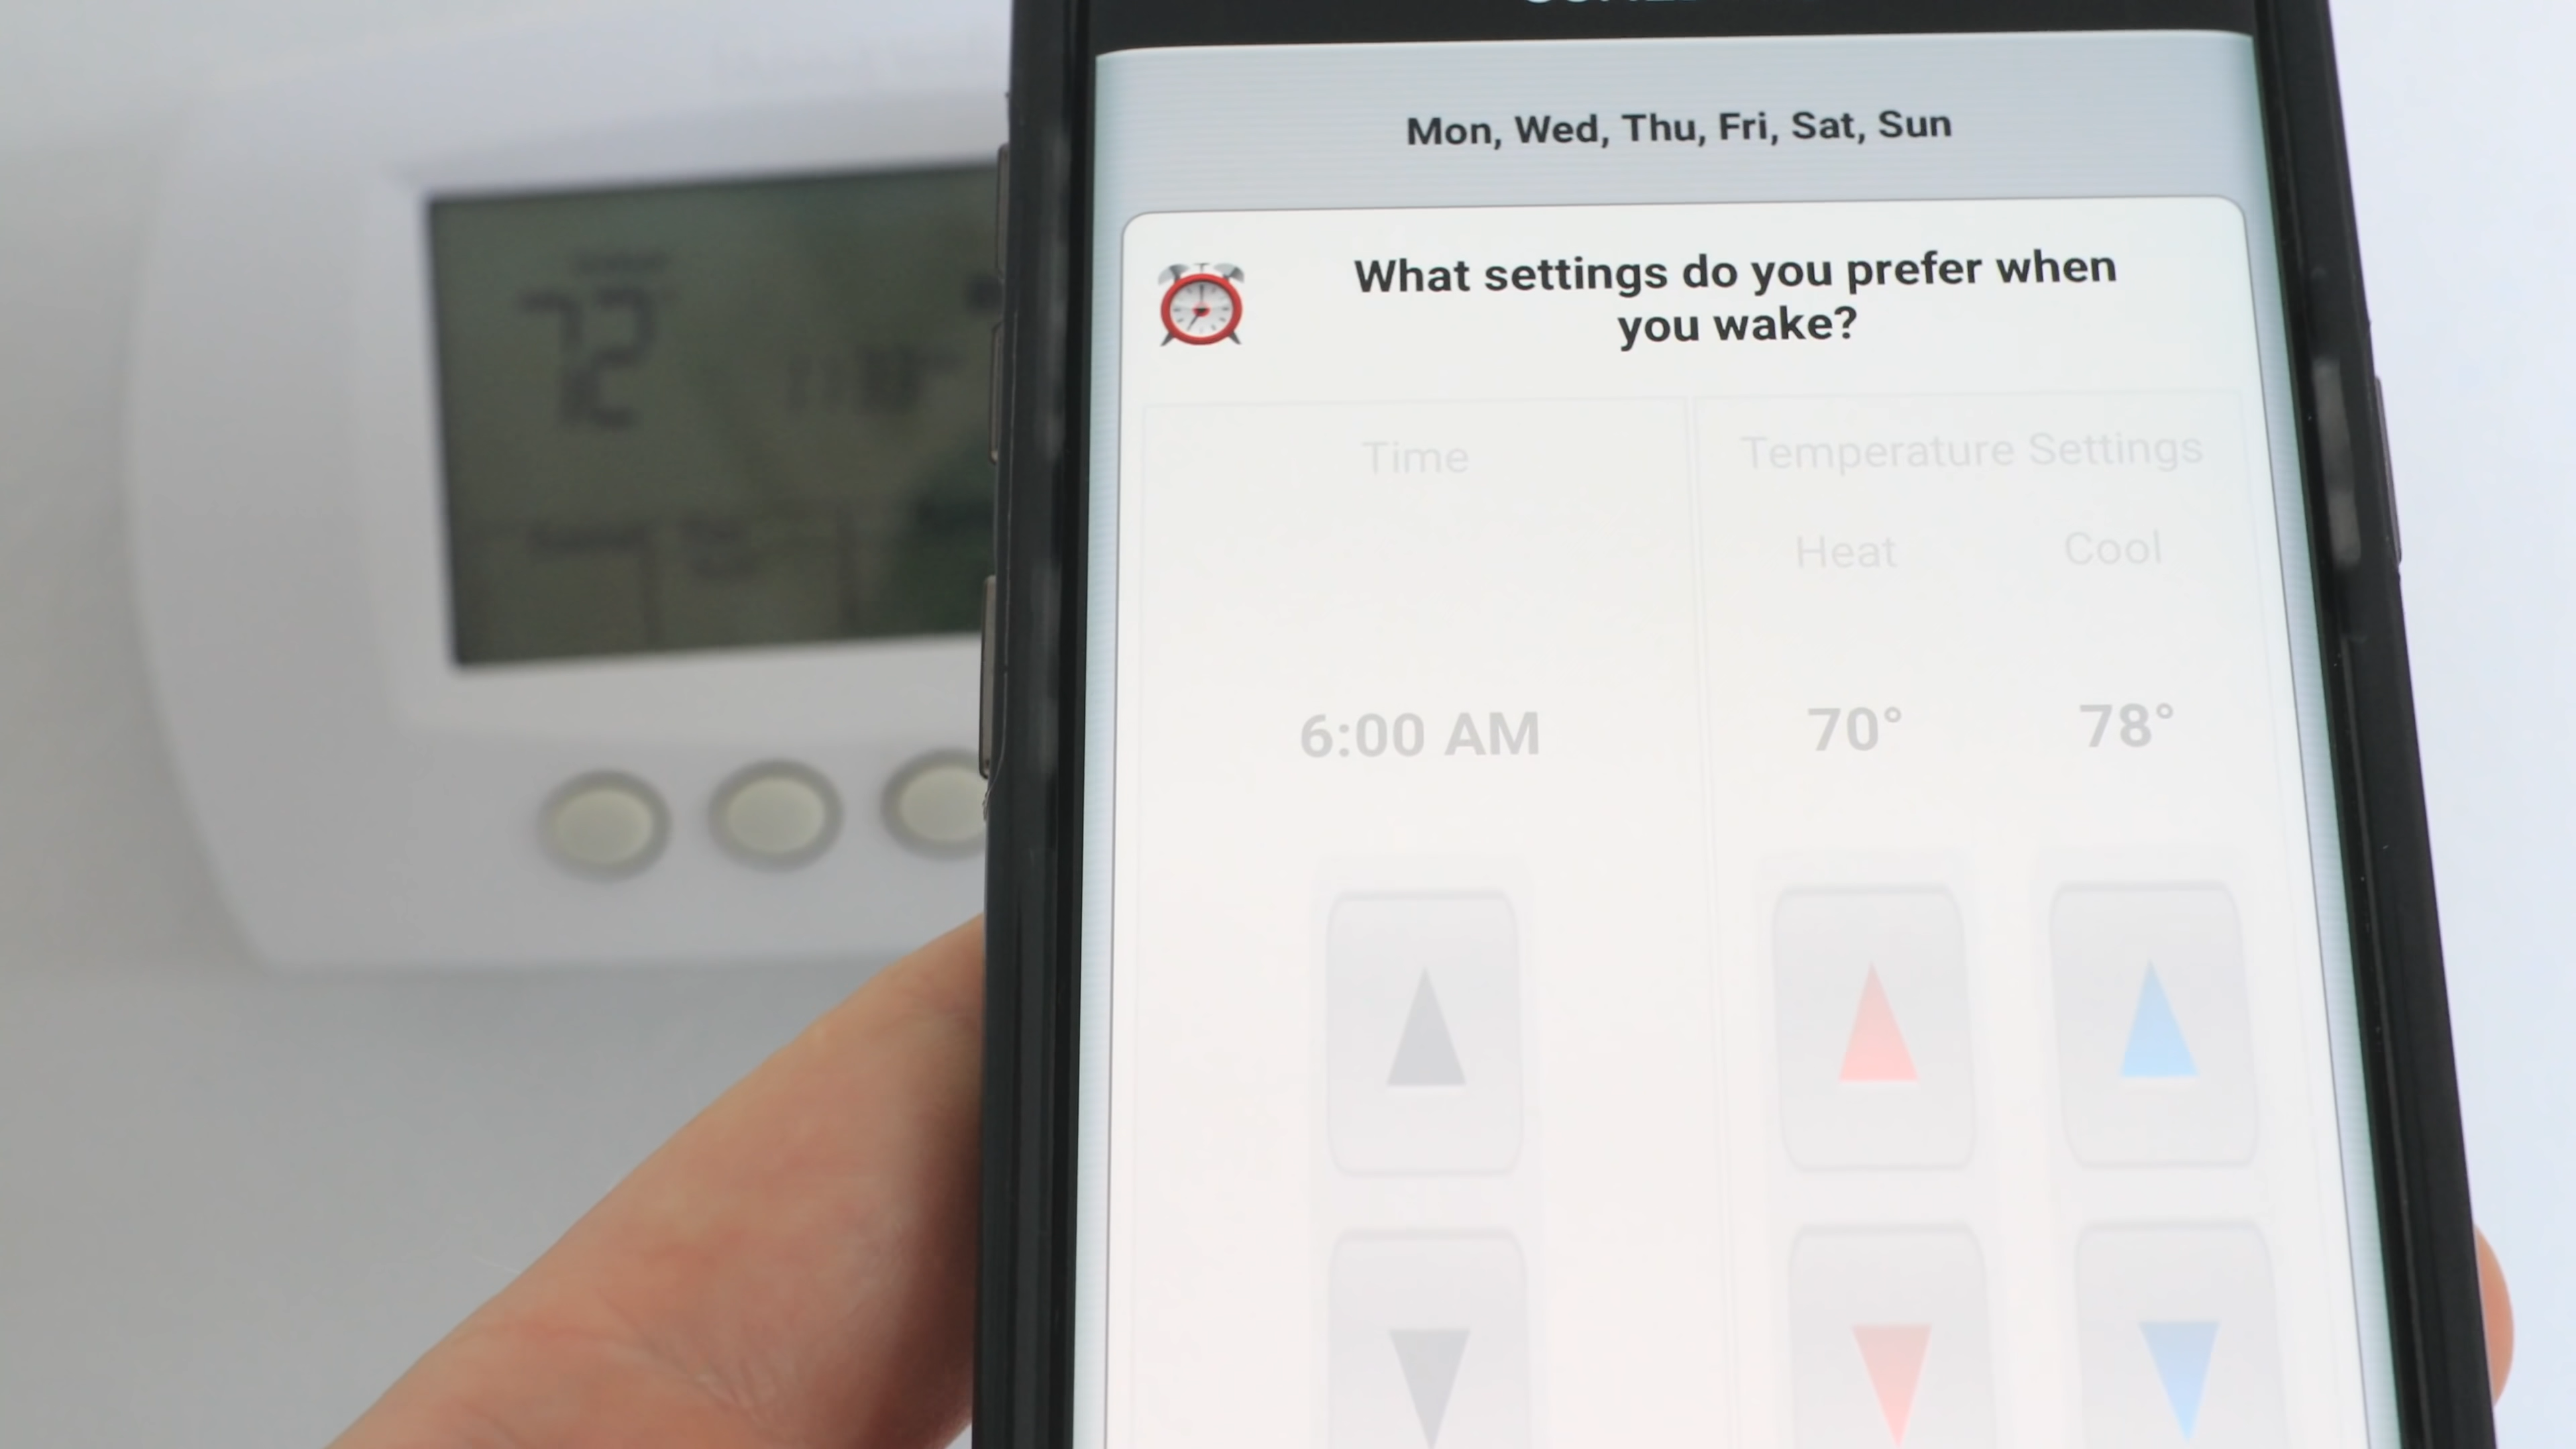 Mon, Wed, Thu, Fri, Sat, Sun
What settings do you prefer when
you wake?
Time
Temperature Settings
Heat
Cool
6:00 AM
70°
78°
72